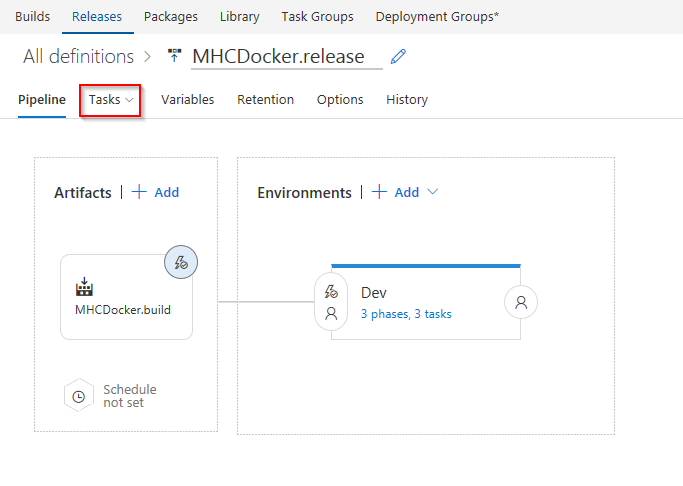 Builds Releases Packages Library Task Groups Deployment Groups*
All definitions > MHCDocker.release
Pipeline Tasks Variables Retention Options History
Artifacts | + Add
Environments | + Add
MHCDocker.build
Dev
3 phases, 3 tasks
Schedule
not set